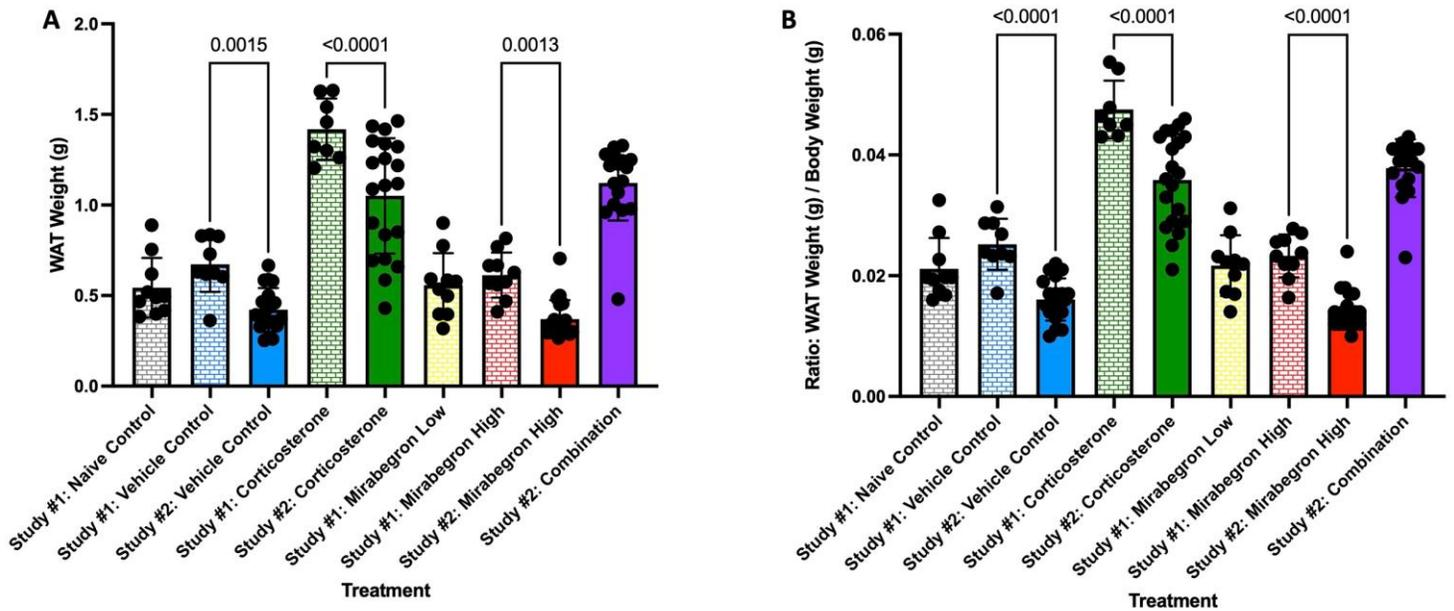 A
WAT Weight (g)
2.0
1.5
1.0
0.5
0.0
0.0015
<0.0001
0.0013
Study #1: Naive Control
Study #1: Vehicle Control
Study #2: Vehicle Control
Study #1: Corticosterone
Study #2: Corticosterone
Study #1: Mirabegron Low
Study #1: Mirabegron High
Study #2: Mirabegron High
Study #2: Combination
Treatment
B
Ratio: WAT Weight (g) / Body Weight (g)
0.06
0.04
0.02
0.00
<0.0001
<0.0001
<0.0001
Study #1: Naive Control
Study #1: Vehicle Control
Study #2: Vehicle Control
Study #1: Corticosterone
Study #2: Corticosterone
Study #1: Mirabegron Low
Study #1: Mirabegron High
Study #2: Mirabegron High
Study #2: Combination
Treatment